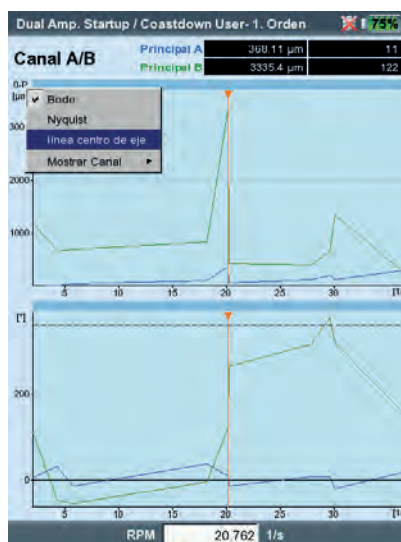 Dual Amp. Startup / Coastdown User- 1. Orden 75%
Canal A/B
Principal A 368.11 µm 11
Principal B 3335.4 µm 122
0-P
Bode
Nyquist
línea centro de eje
Mostrar Canal
300
2000
1000
5 10 15 20 25 30
[°]
200
0
5 10 15 20 25 30
RPM 20.762 1/s